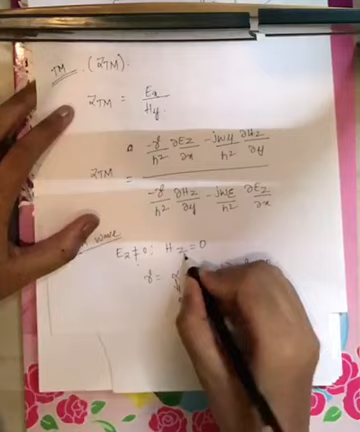 TM . (ZTM).
ZTM = Ex / Hy.
ZTM = (-γ/h² ∂Ez/∂x -jωμ/h² ∂Hz/∂y) / (-γ/h² ∂Hz/∂y -jωε/h² ∂Ez/∂x)
wave
Ez ≠ 0 ; Hz = 0
γ =